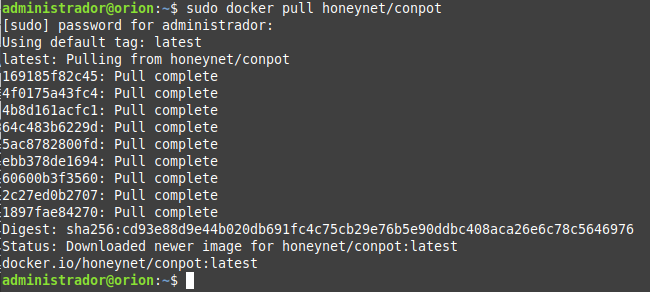 administrador@orion:~$ sudo docker pull honeynet/conpot
[sudo] password for administrador:
Using default tag: latest
latest: Pulling from honeynet/conpot
169185f82c45: Pull complete
4f0175a43fc4: Pull complete
4b8d161acfc1: Pull complete
64c483b6229d: Pull complete
5ac8782800fd: Pull complete
ebb378de1694: Pull complete
60600b3f3560: Pull complete
2c27ed0b2707: Pull complete
1897fae84270: Pull complete
Digest: sha256:cd93e88d9e44b020db691fc4c75cb29e76b5e90ddbc408aca26e6c78c5646976
Status: Downloaded newer image for honeynet/conpot:latest
docker.io/honeynet/conpot:latest
administrador@orion:~$